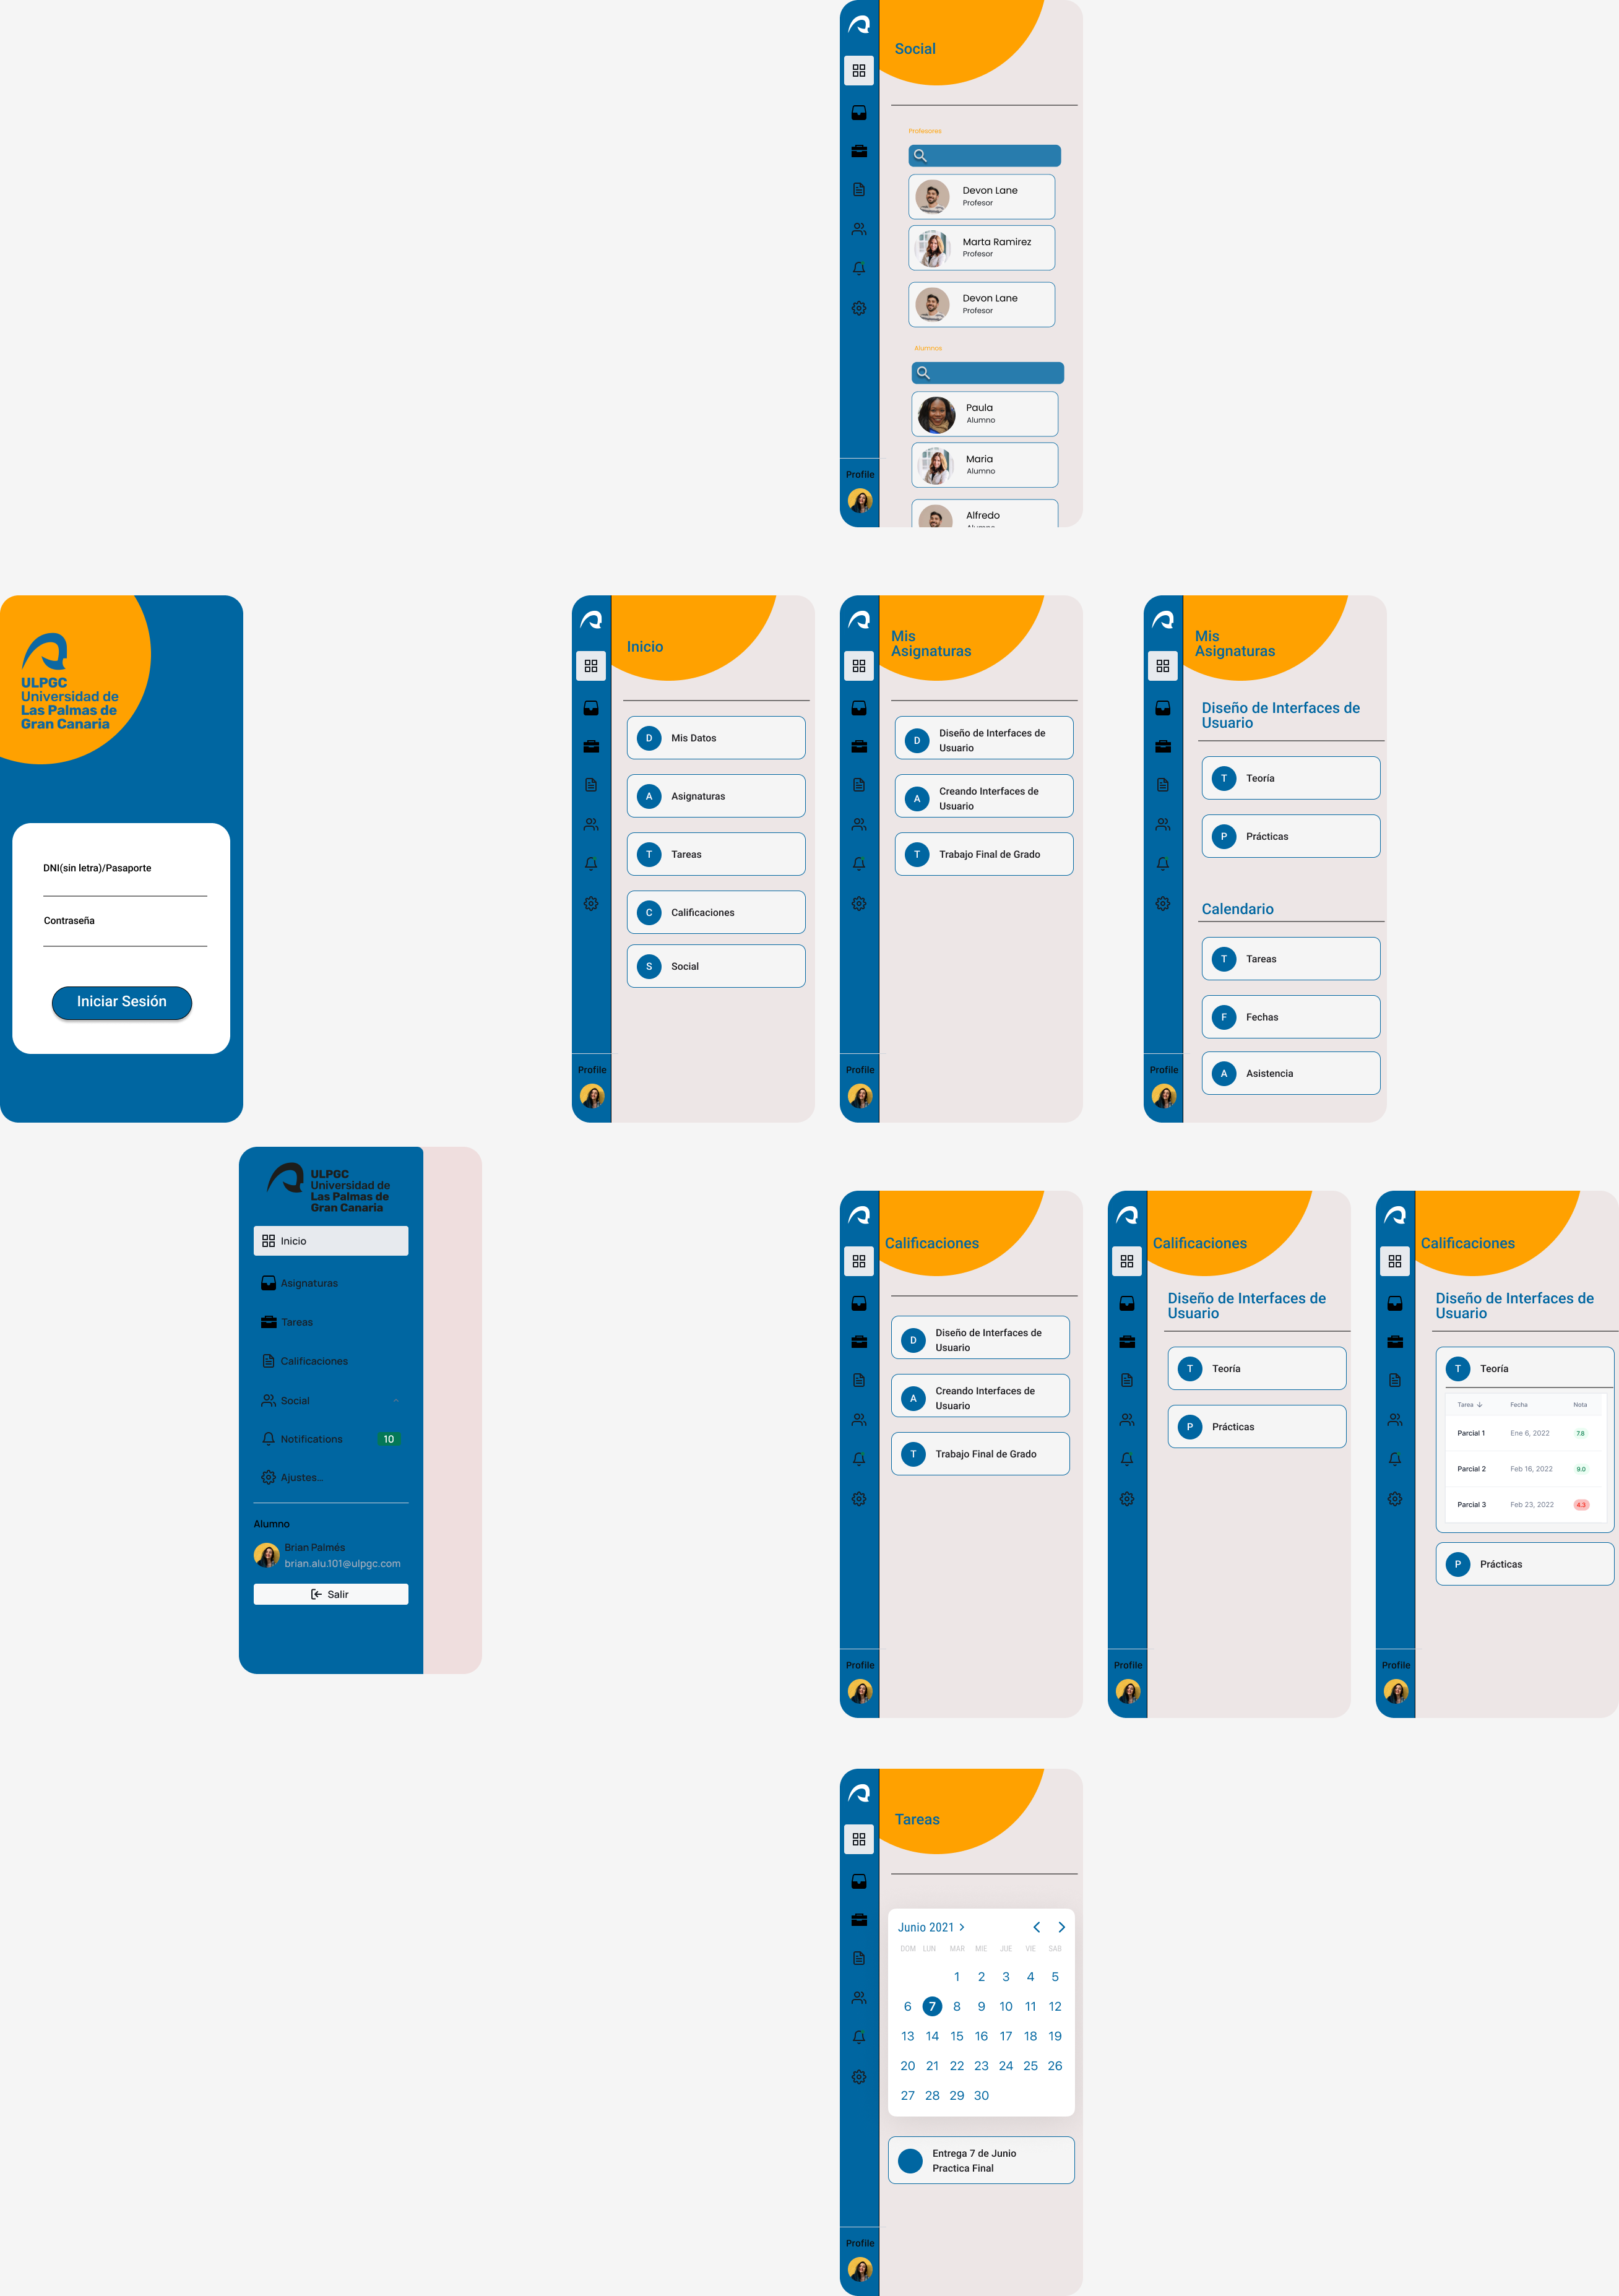 Social
Profesores
Devon Lane
Profesor
Marta Ramirez
Profesor
Devon Lane
Profesor
Alumnos
Paula
Alumno
Maria
Alumno
Alfredo
Alumno
Profile
ULPGC
Universidad de
Las Palmas de
Gran Canaria
DNI(sin letra)/Pasaporte
Contraseña
Iniciar Sesión
Inicio
D
Mis Datos
A
Asignaturas
T
Tareas
C
Calificaciones
S
Social
Profile
Mis
Asignaturas
D
Diseño de Interfaces de
Usuario
A
Creando Interfaces de
Usuario
T
Trabajo Final de Grado
Profile
Mis
Asignaturas
Diseño de Interfaces de
Usuario
T
Teoría
P
Prácticas
Calendario
T
Tareas
F
Fechas
A
Asistencia
Profile
ULPGC
Universidad de
Las Palmas de
Gran Canaria
Inicio
Asignaturas
Tareas
Calificaciones
Social
Notifications 10
Ajustes...
Alumno
Brian Palmés
brian.alu.101@ulpgc.com
Salir
Calificaciones
D
Diseño de Interfaces de
Usuario
A
Creando Interfaces de
Usuario
T
Trabajo Final de Grado
Profile
Calificaciones
Diseño de Interfaces de
Usuario
T
Teoría
P
Prácticas
Profile
Calificaciones
Diseño de Interfaces de
Usuario
T
Teoría
Tarea Fecha Nota
Parcial 1 Ene 6, 2022 7.8
Parcial 2 Feb 16, 2022 9.0
Parcial 3 Feb 23, 2022 4.3
P
Prácticas
Profile
Tareas
Junio 2021
DOM LUN MAR MIE JUE VIE SAB
1 2 3 4 5
6 7 8 9 10 11 12
13 14 15 16 17 18 19
20 21 22 23 24 25 26
27 28 29 30
Entrega 7 de Junio
Practica Final
Profile